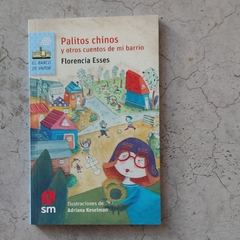 EL BARCO
DE VAPOR
Palitos chinos
y otros cuentos de mi barrio
Florencia Esses
Ilustraciones de
Adriana Keselman
sm